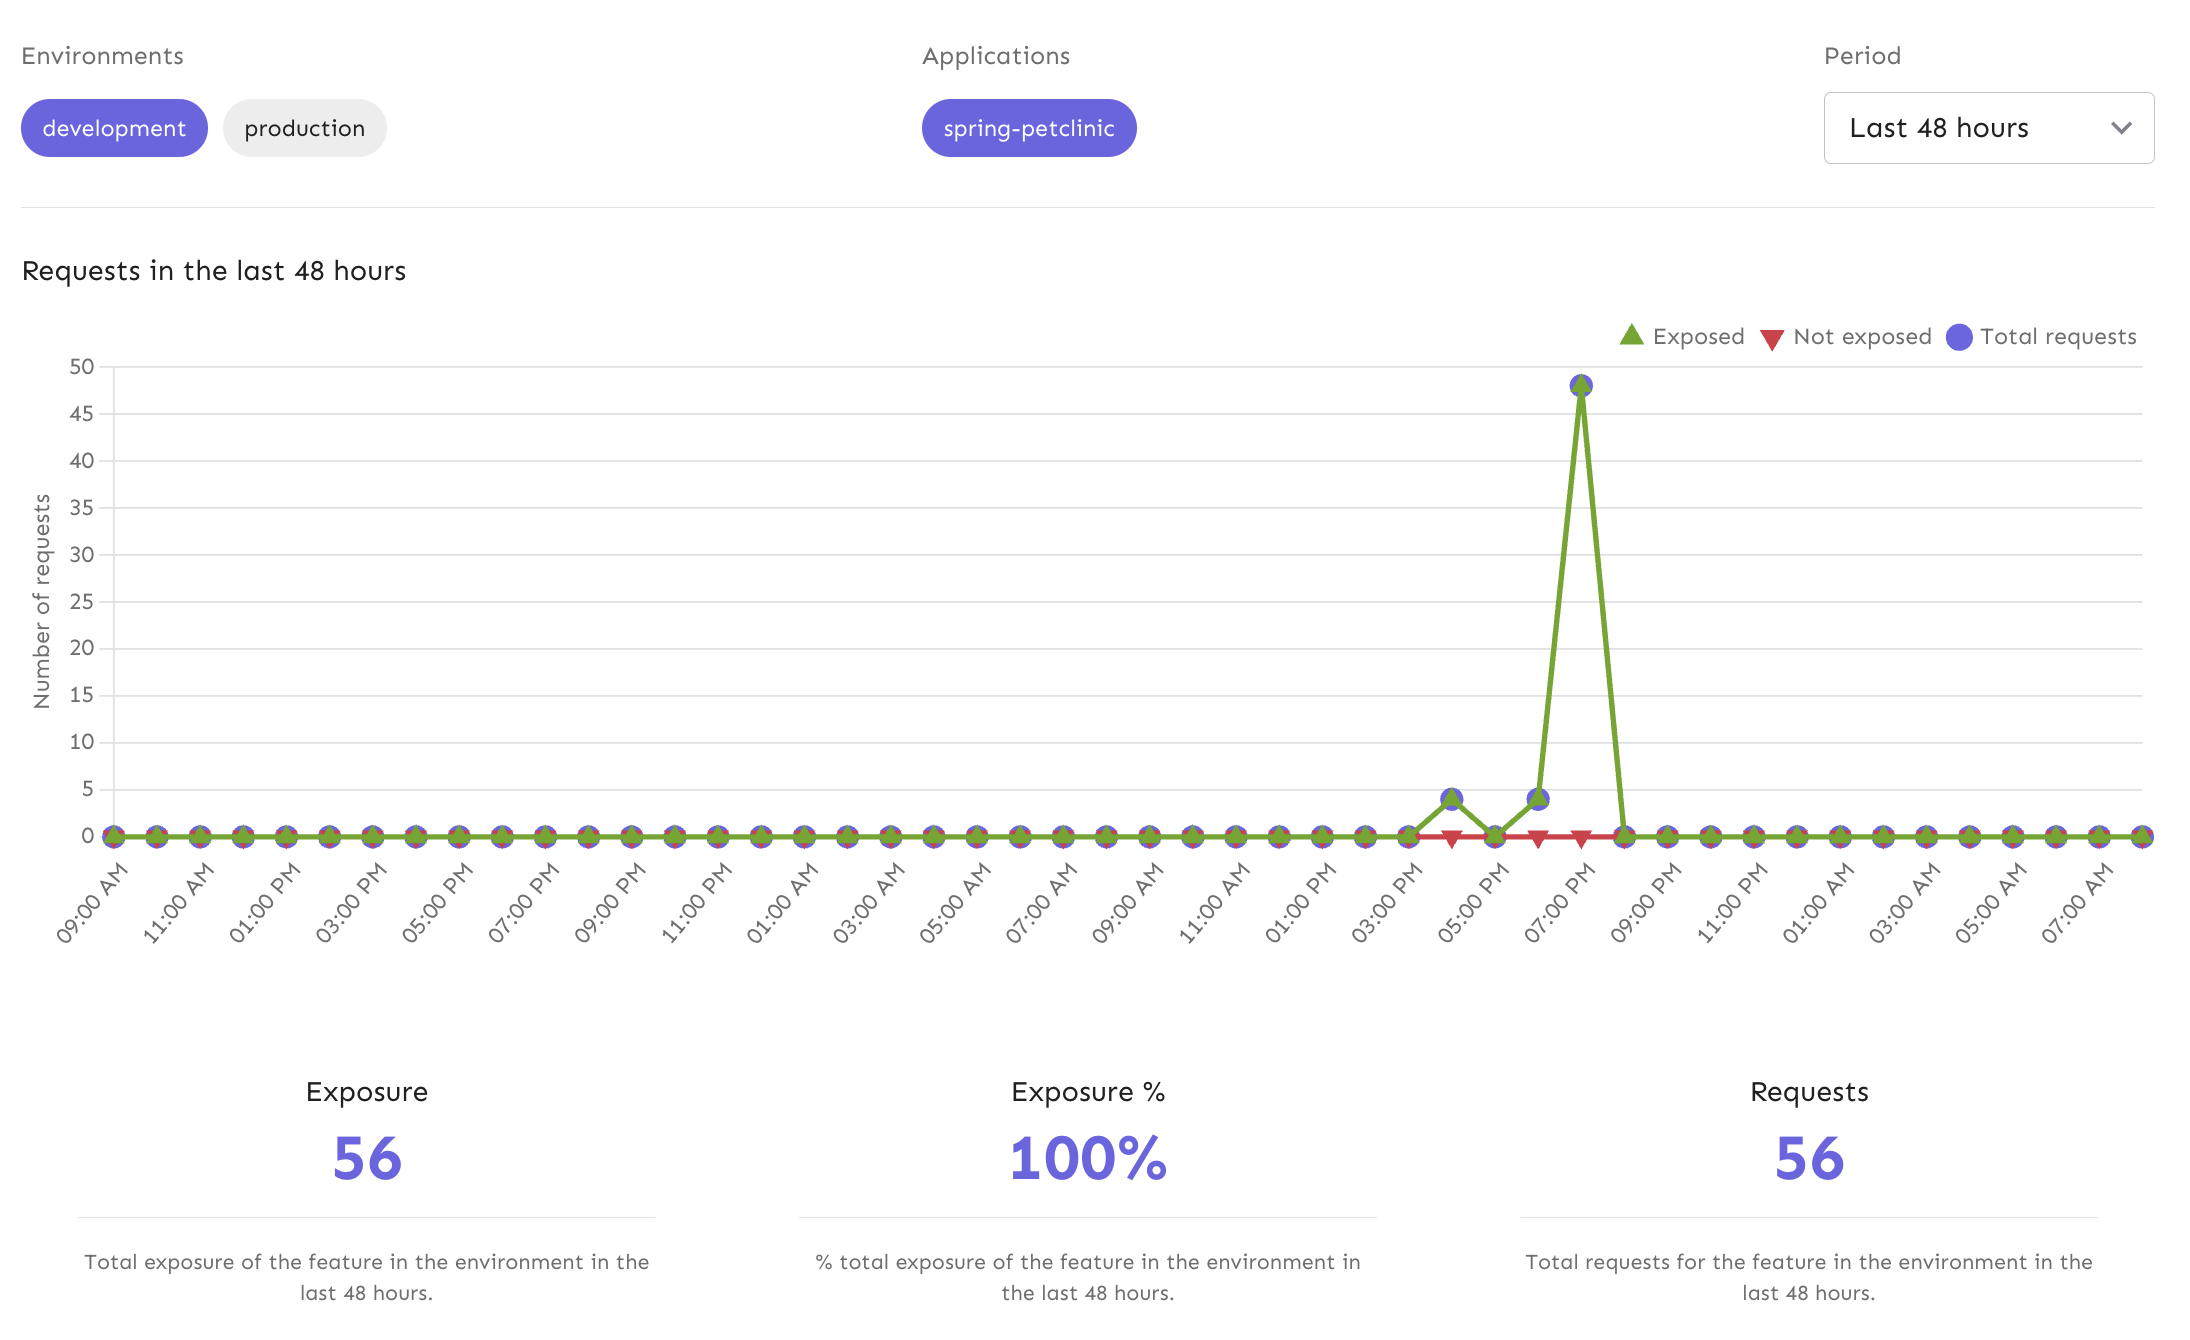 Environments
Applications
Period
development
production
spring-petclinic
Last 48 hours
Requests in the last 48 hours
Exposed
Not exposed
Total requests
Number of requests
50
45
40
35
30
25
20
15
10
5
0
09:00 AM
11:00 AM
01:00 PM
03:00 PM
05:00 PM
07:00 PM
09:00 PM
11:00 PM
01:00 AM
03:00 AM
05:00 AM
07:00 AM
09:00 AM
11:00 AM
01:00 PM
03:00 PM
05:00 PM
07:00 PM
09:00 PM
11:00 PM
01:00 AM
03:00 AM
05:00 AM
07:00 AM
Exposure
56
Total exposure of the feature in the environment in the
last 48 hours.
Exposure %
100%
% total exposure of the feature in the environment in
the last 48 hours.
Requests
56
Total requests for the feature in the environment in the
last 48 hours.